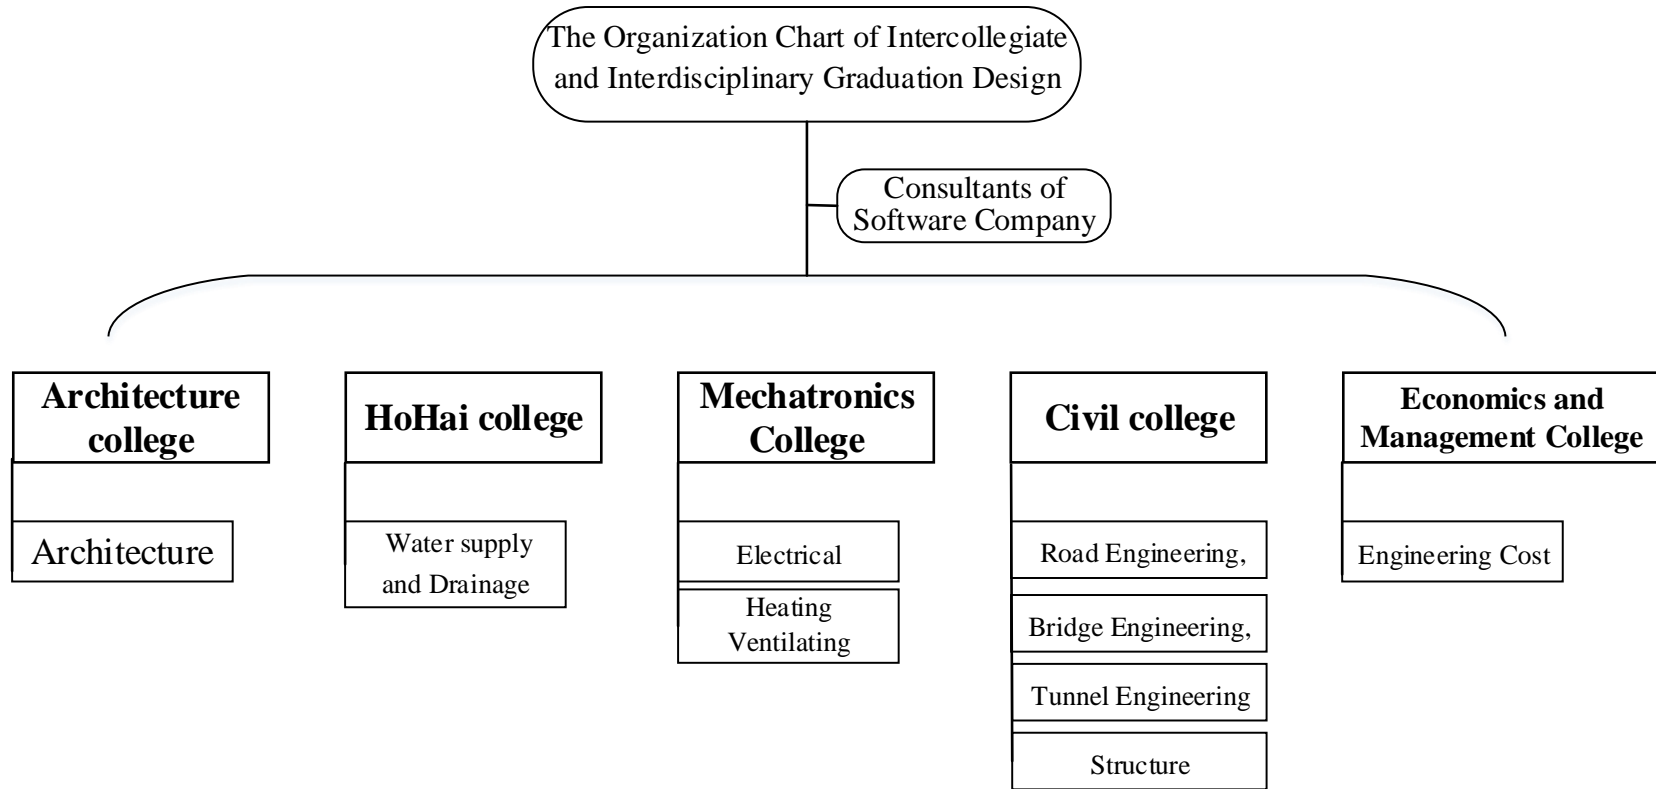 The Organization Chart of Intercollegiate
and Interdisciplinary Graduation Design
Consultants of
Software Company
Architecture
college
HoHai college
Mechatronics
College
Civil college
Economics and
Management College
Architecture
Water supply
and Drainage
Electrical
Heating
Ventilating
Road Engineering,
Bridge Engineering,
Tunnel Engineering
Structure
Engineering Cost